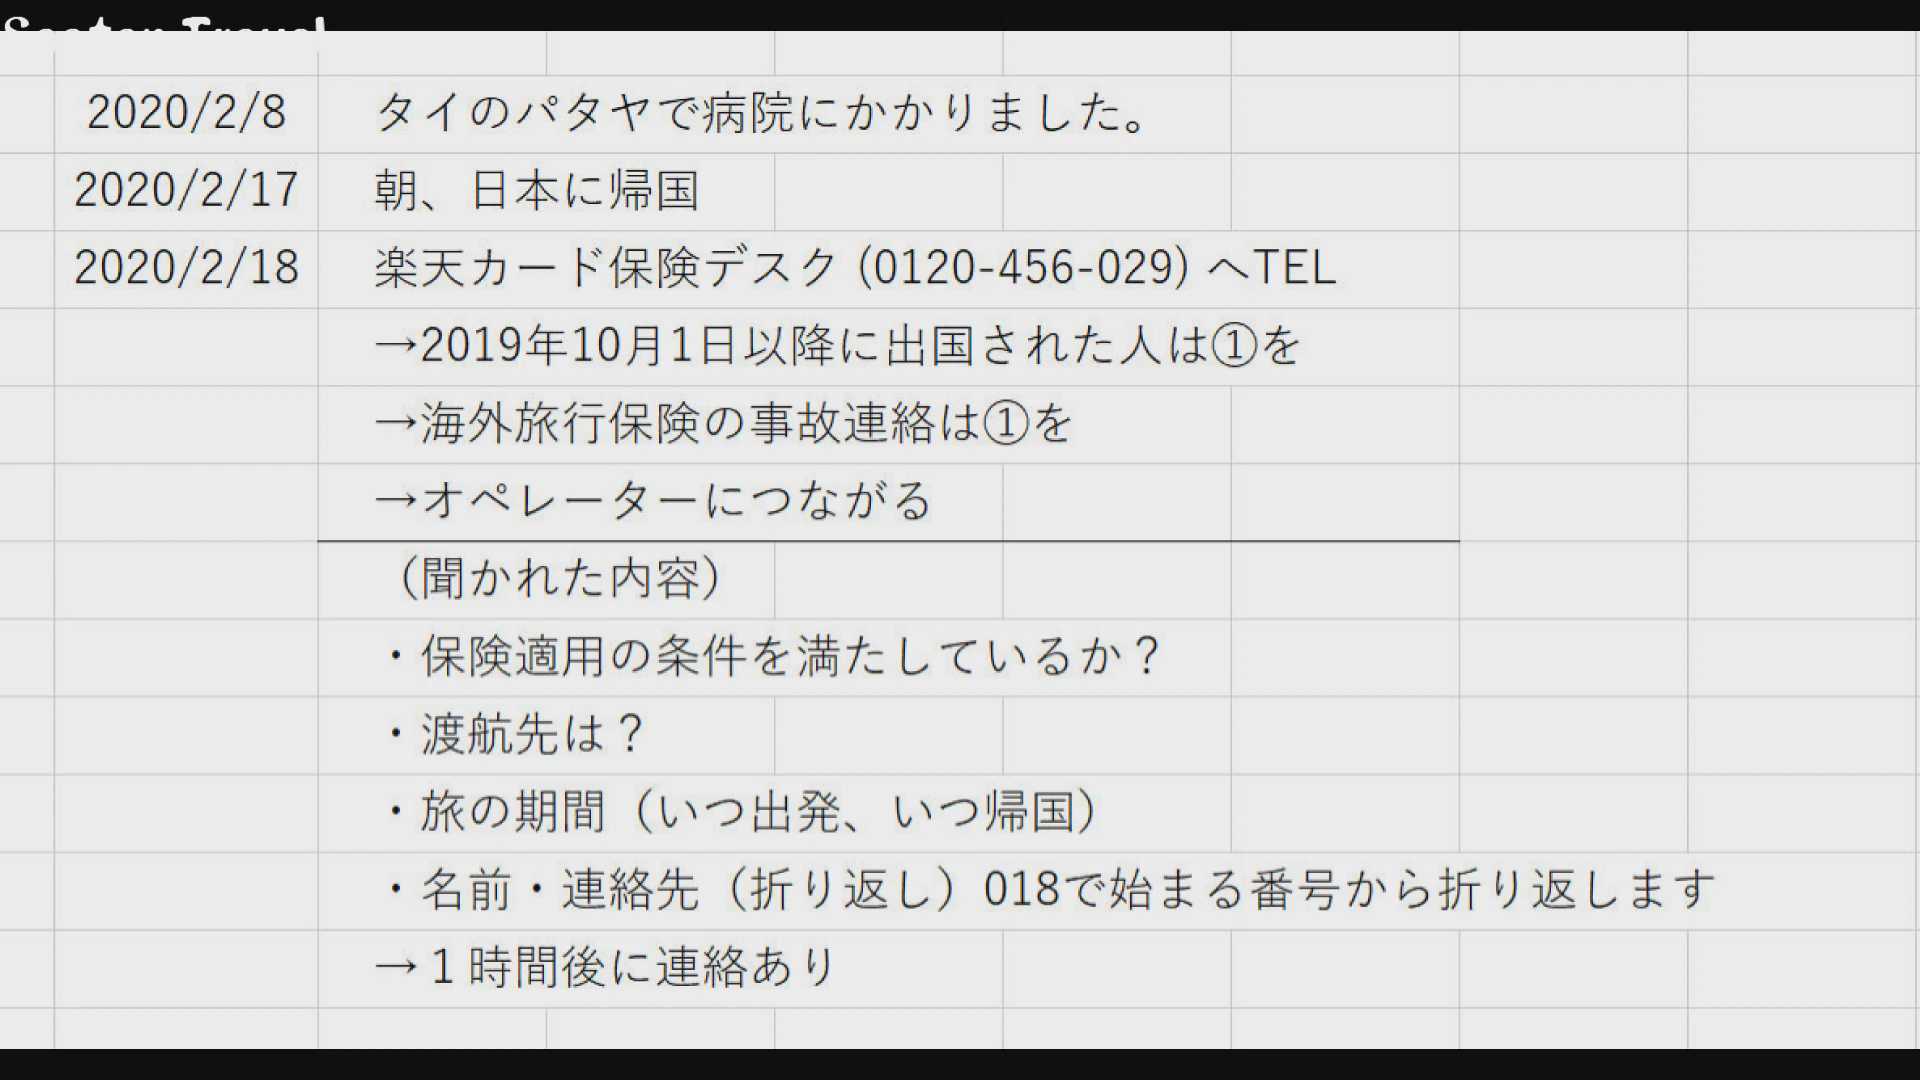 2020/2/8 タイのパタヤで病院にかかりました。
2020/2/17 朝、日本に帰国
2020/2/18 楽天カード保険デスク (0120-456-029) へTEL
→2019年10月1日以降に出国された人は①を
→海外旅行保険の事故連絡は①を
→オペレーターにつながる
（聞かれた内容）
・保険適用の条件を満たしているか？
・渡航先は？
・旅の期間（いつ出発、いつ帰国）
・名前・連絡先（折り返し）018で始まる番号から折り返します
→１時間後に連絡あり